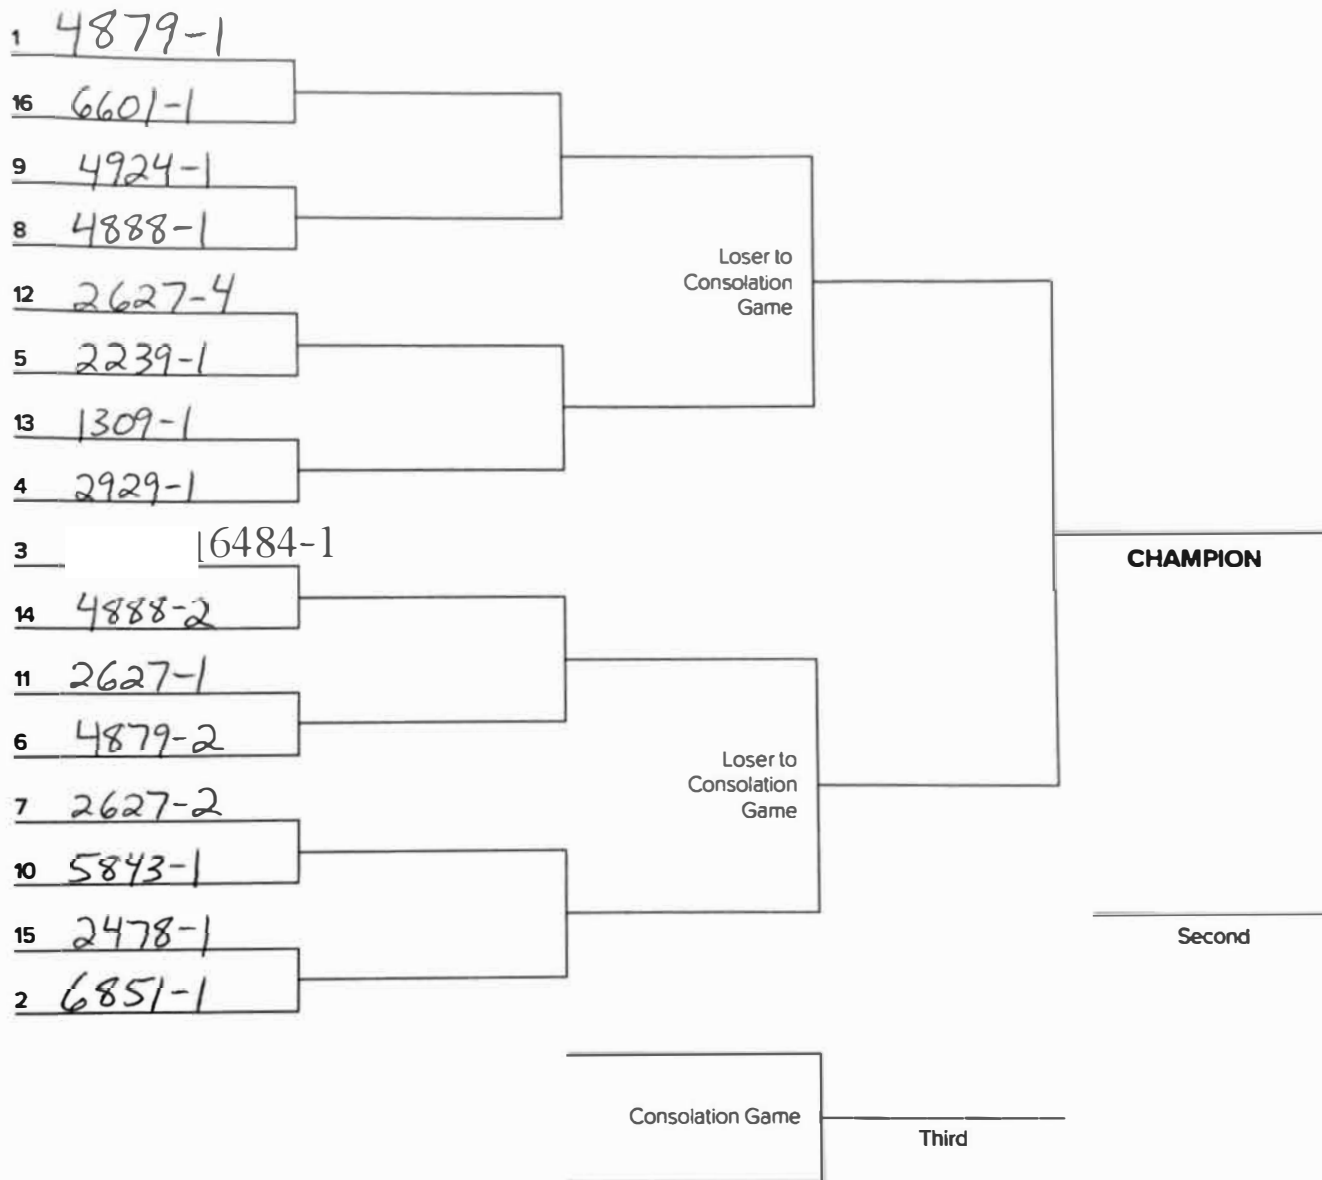 1 4879-1
16 6601-1
9 4924-1
8 4888-1
12 2627-4
5 2239-1
13 1309-1
4 2929-1
3 16484-1
14 4888-2
11 2627-1
6 4879-2
7 2627-2
10 5843-1
15 2478-1
2 6851-1
Loser to
Consolation
Game
Loser to
Consolation
Game
CHAMPION
Second
Consolation Game
Third